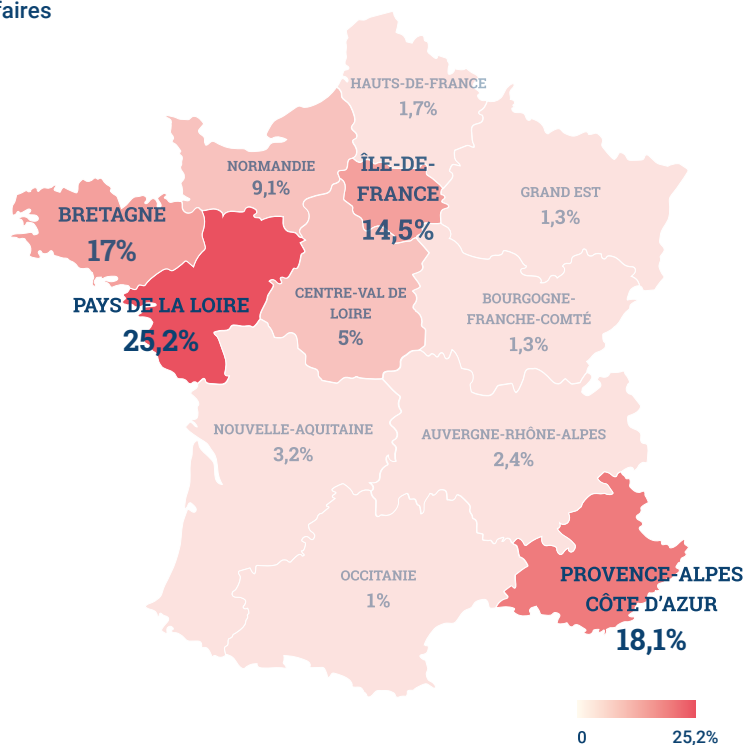 faires
HAUTS-DE-FRANCE
1,7%
NORMANDIE
9,1%
ÎLE-DE-
FRANCE
14,5%
GRAND EST
1,3%
BRETAGNE
17%
PAYS DE LA LOIRE
25,2%
CENTRE-VAL DE
LOIRE
5%
BOURGOGNE-
FRANCHE-COMTÉ
1,3%
NOUVELLE-AQUITAINE
3,2%
AUVERGNE-RHÔNE-ALPES
2,4%
OCCITANIE
1%
PROVENCE-ALPES
CÔTE D’AZUR
18,1%
0
25,2%